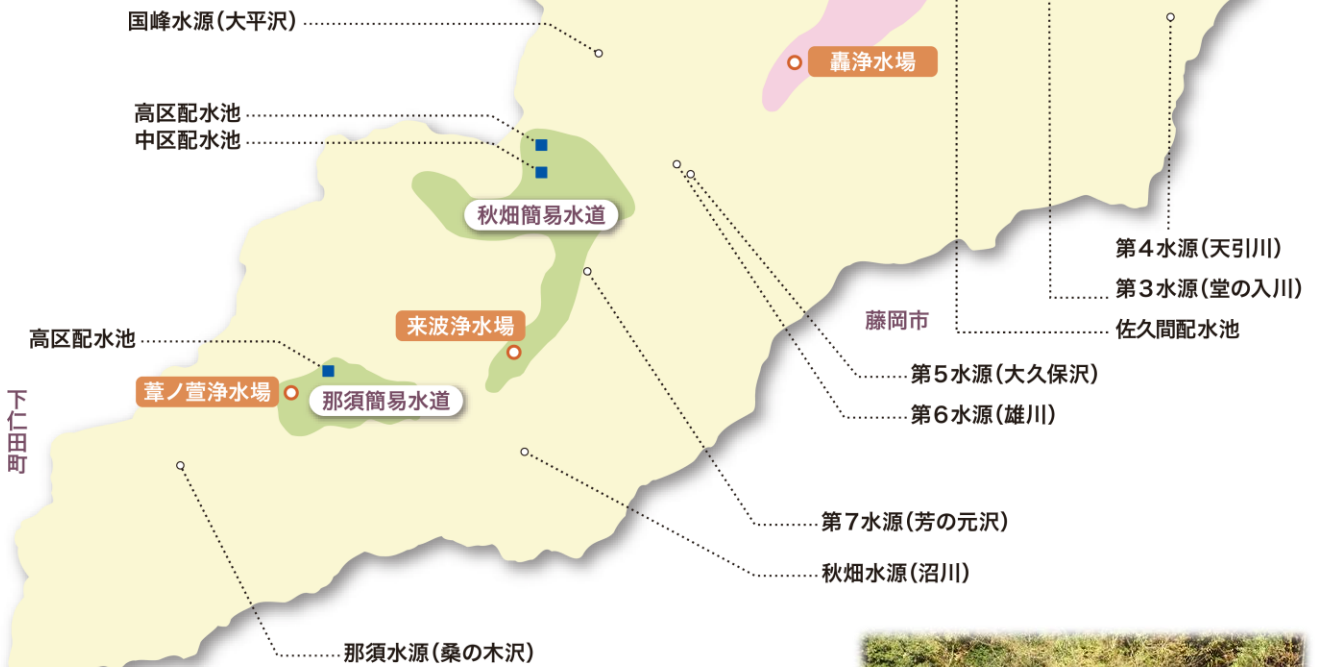 国峰水源(大平沢)
轟浄水場
高区配水池
中区配水池
秋畑簡易水道
第4水源(天引川)
第3水源(堂の入川)
藤岡市
佐久間配水池
来波浄水場
高区配水池
第5水源(大久保沢)
葦ノ萱浄水場
那須簡易水道
第6水源(雄川)
下仁田町
第7水源(芳の元沢)
秋畑水源(沼川)
那須水源(桑の木沢)